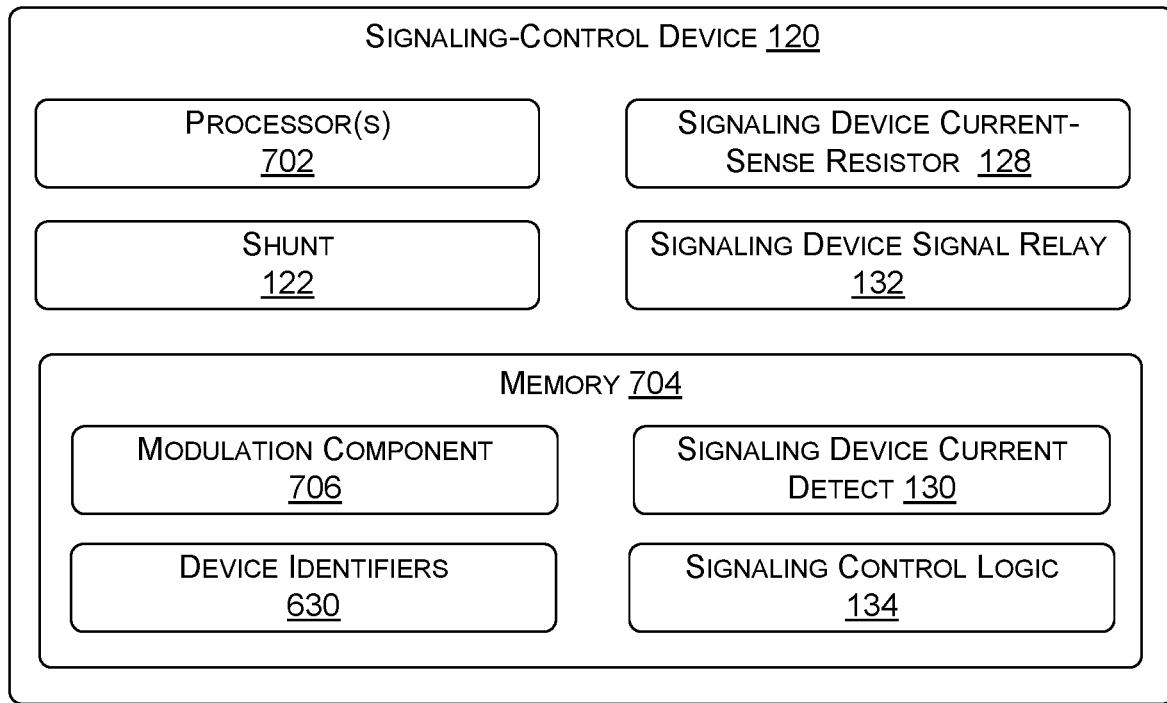 SIGNALING-CONTROL DEVICE 120
PROCESSOR(S)
702
SIGNALING DEVICE CURRENT-
SENSE RESISTOR 128
SHUNT
122
SIGNALING DEVICE SIGNAL RELAY
132
MEMORY 704
MODULATION COMPONENT
706
SIGNALING DEVICE CURRENT
DETECT 130
DEVICE IDENTIFIERS
630
SIGNALING CONTROL LOGIC
134